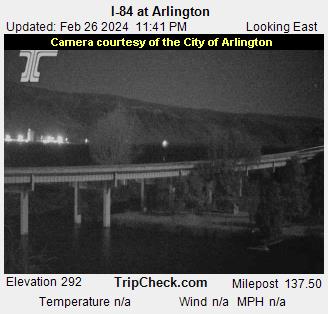 I-84 at Arlington
Updated: Feb 26 2024 11:41 PM Looking East
Camera courtesy of the City of Arlington
Elevation 292 TripCheck.com Milepost 137.50
Temperature n/a Wind n/a MPH n/a